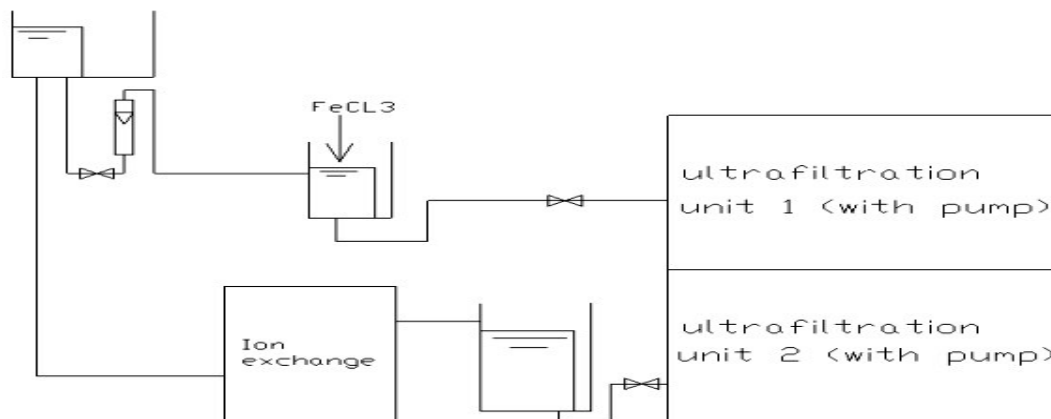 FeCL3
ultrafiltration
unit 1 (with pump)
Ion
exchange
ultrafiltration
unit 2 (with pump)